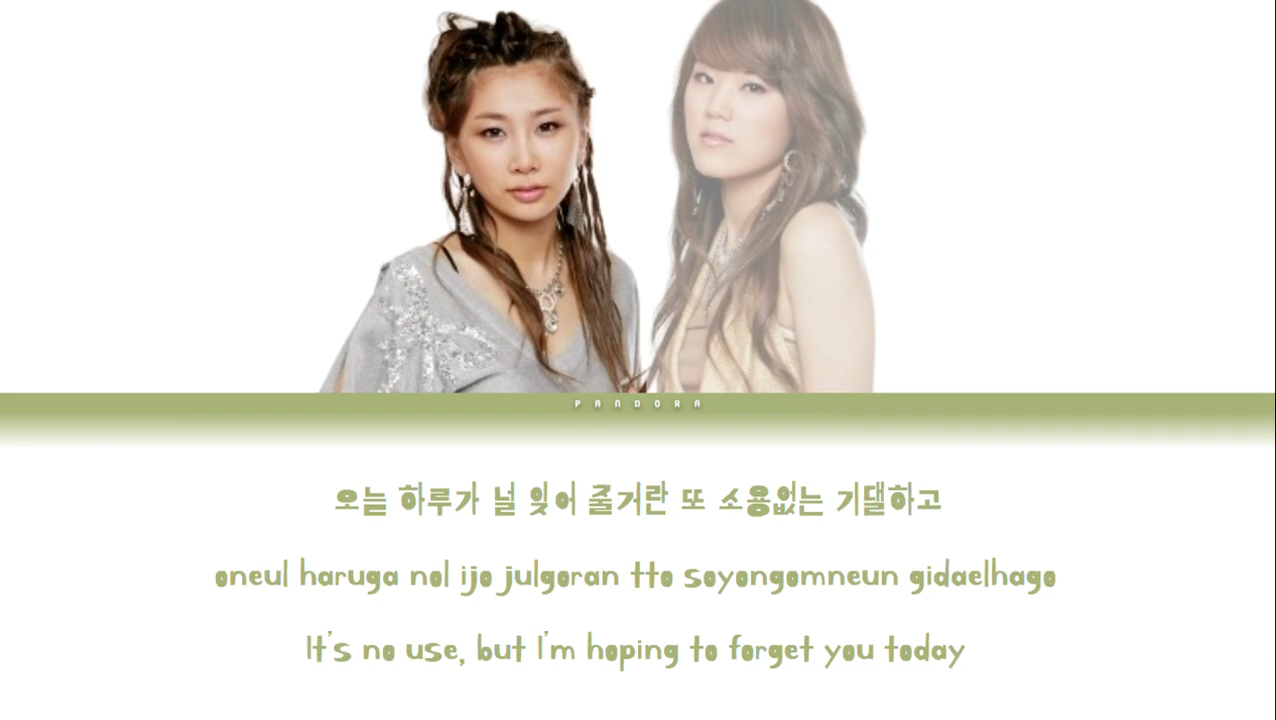 PANDORA
오늘 하루가 널 잊어 줄거란 또 소용없는 기댈하고
oneul haruga nol ijo julgoran tto soyongomneun gidaelhago
It's no use, but I'm hoping to forget you today